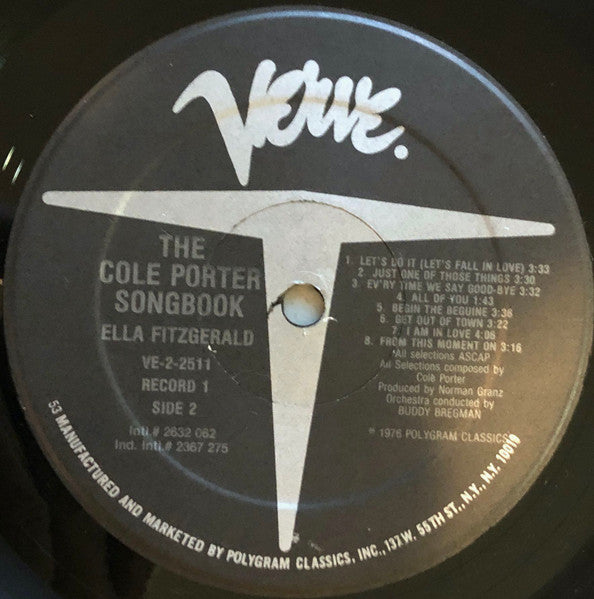 Verve.
THE
COLE PORTER
SONGBOOK
ELLA FITZGERALD
VE-2-2511
RECORD 1
SIDE 2
Intl.# 2632 062
Ind. Intl.# 2367 275
1. LET'S DO IT (LET'S FALL IN LOVE) 3:33
2. JUST ONE OF THOSE THINGS 3:30
3. EV'RY TIME WE SAY GOOD-BYE 3:32
4. ALL OF YOU 1:43
5. BEGIN THE BEGUINE 3:36
6. GET OUT OF TOWN 3:22
7. I AM IN LOVE 4:06
8. FROM THIS MOMENT ON 3:16
All selections ASCAP
All Selections composed by
Cole Porter
Produced by Norman Granz
Orchestra conducted by
BUDDY BREGMAN
℗ 1976 POLYGRAM CLASSICS
53 MANUFACTURED AND MARKETED BY POLYGRAM CLASSICS, INC., 137 W. 55TH ST., N.Y., N.Y. 10019